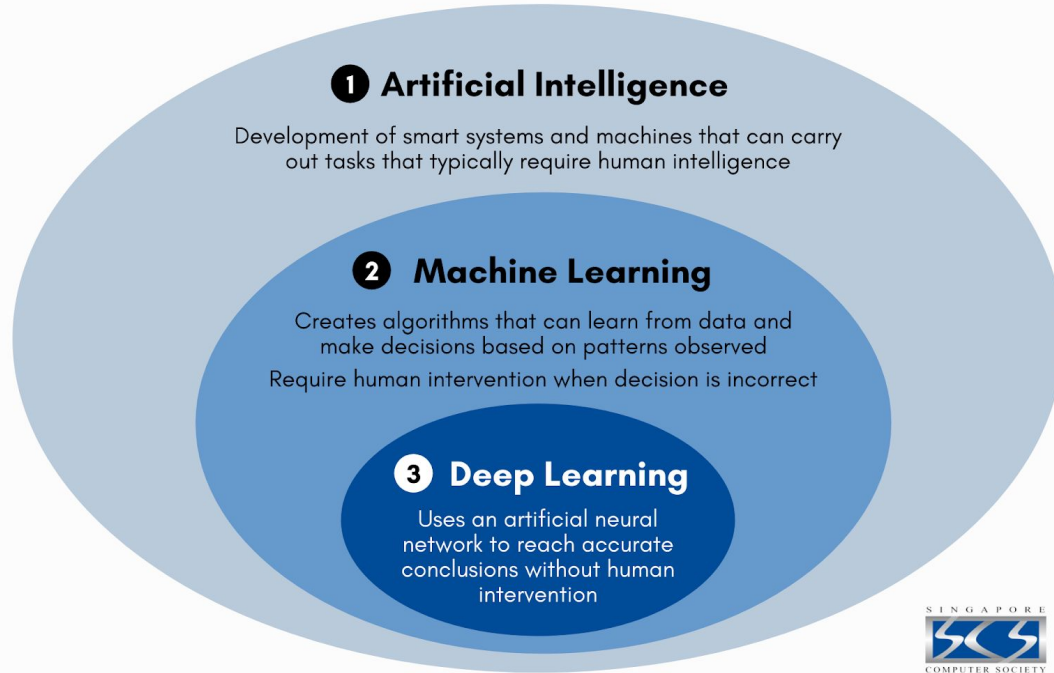 1 Artificial Intelligence
Development of smart systems and machines that can carry
out tasks that typically require human intelligence
2 Machine Learning
Creates algorithms that can learn from data and
make decisions based on patterns observed
Require human intervention when decision is incorrect
3 Deep Learning
Uses an artificial neural
network to reach accurate
conclusions without human
intervention
SINGAPORE
SCS
COMPUTER SOCIETY